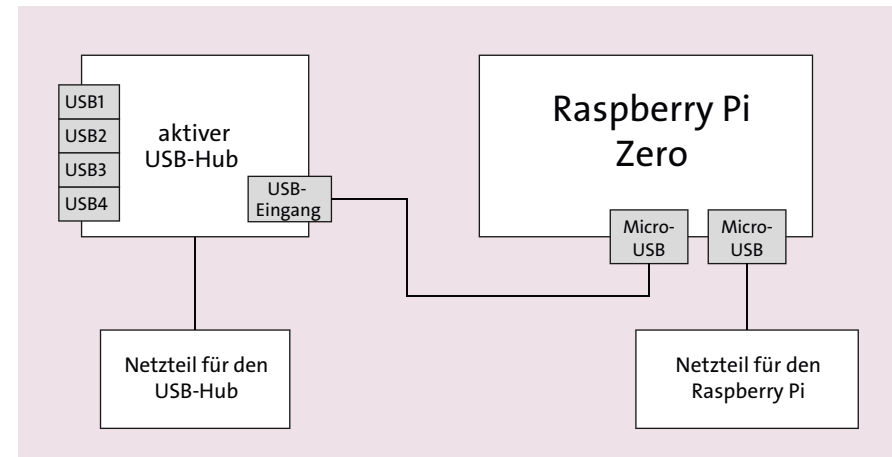 USB1
USB2
USB3
USB4
aktiver
USB-Hub
USB-
Eingang
Raspberry Pi
Zero
Micro-
USB
Micro-
USB
Netzteil für den
USB-Hub
Netzteil für den
Raspberry Pi